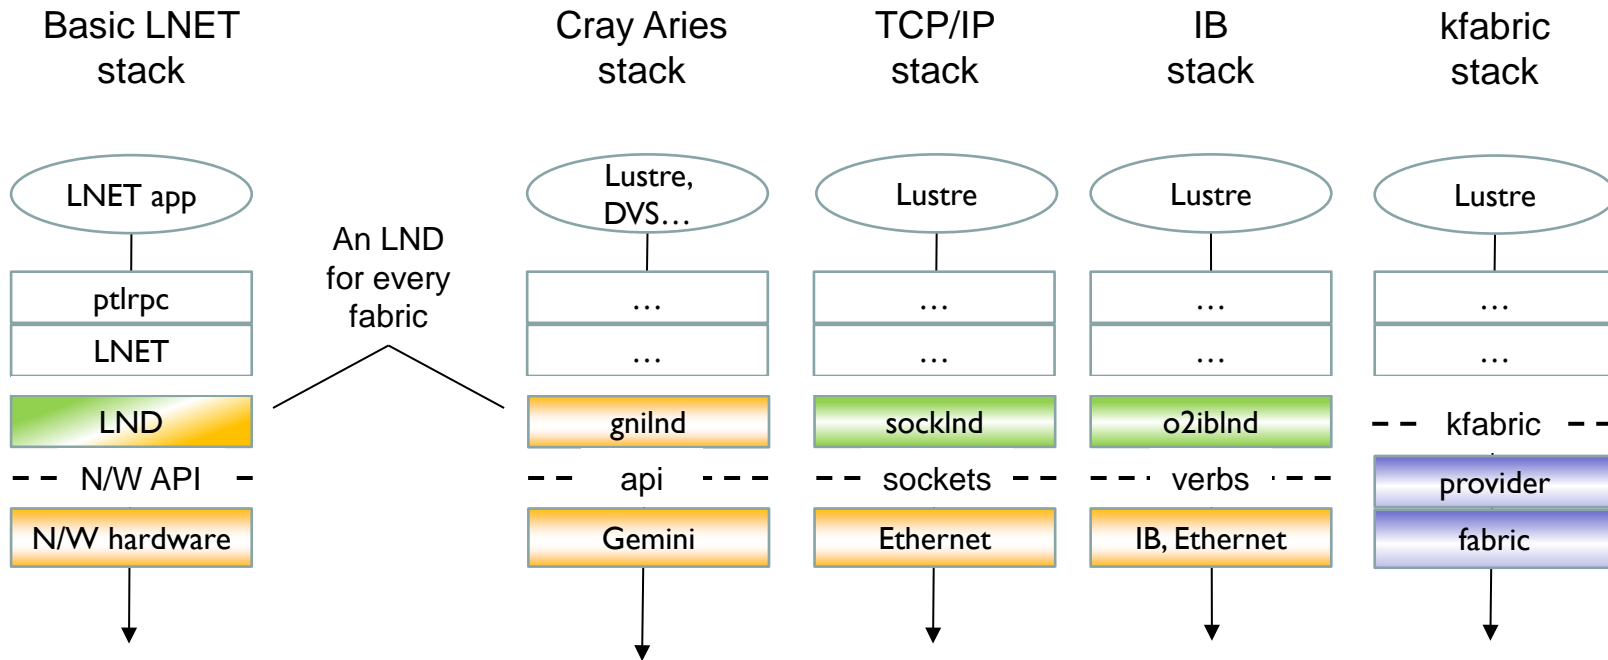 Basic LNET
stack
Cray Aries
stack
TCP/IP
stack
IB
stack
kfabric
stack
LNET app
Lustre,
DVS…
Lustre
Lustre
Lustre
An LND
for every
fabric
ptlrpc
…
…
…
…
LNET
…
…
…
…
LND
gnilnd
socklnd
o2iblnd
kfabric
N/W API
api
sockets
verbs
provider
N/W hardware
Gemini
Ethernet
IB, Ethernet
fabric